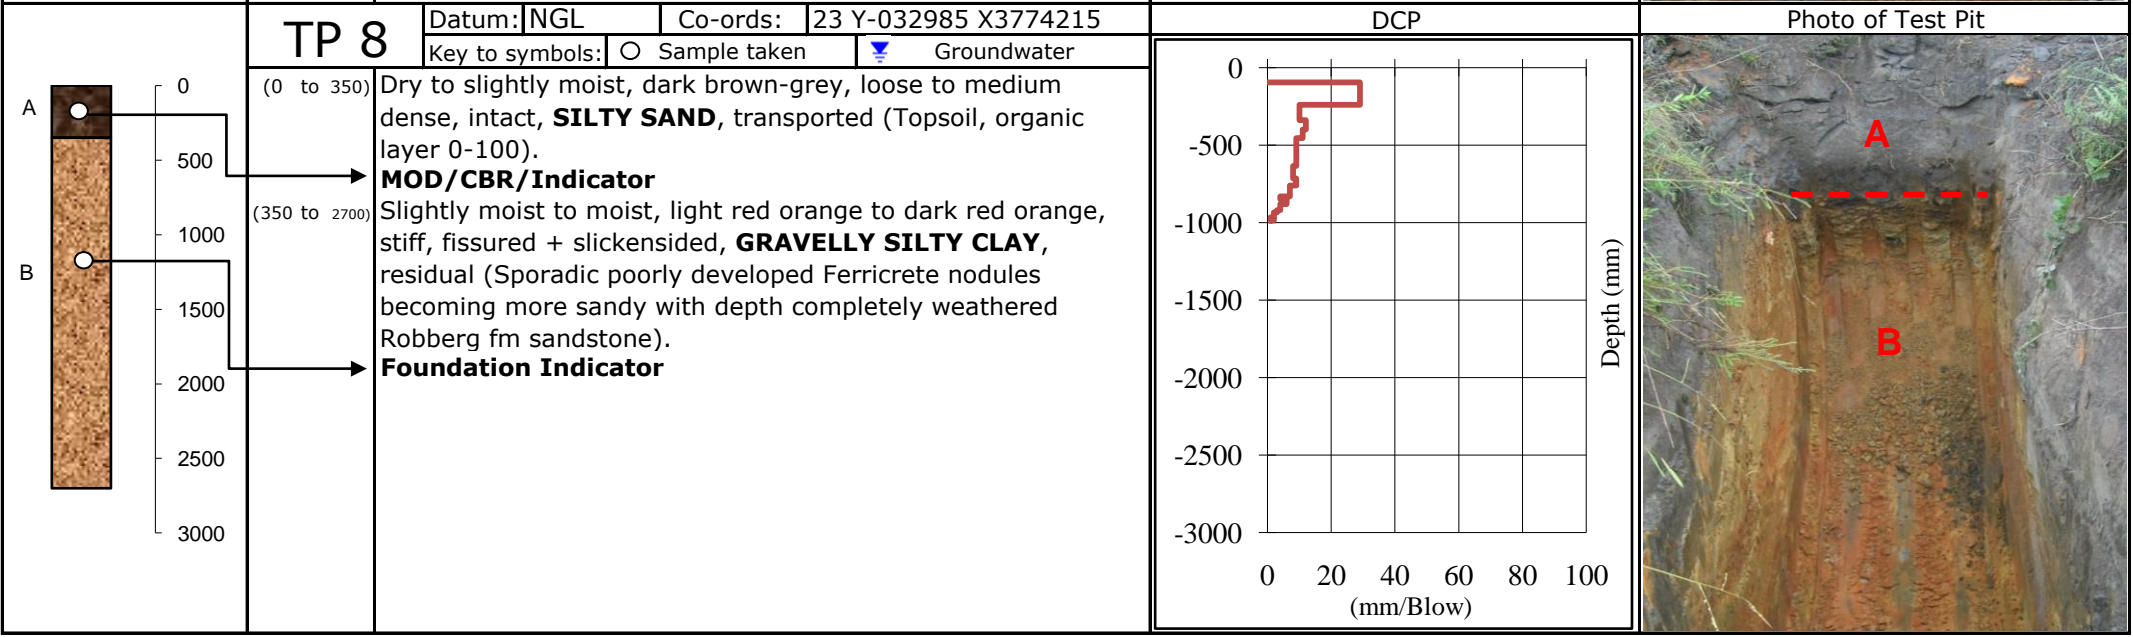 TP 8
Datum: NGL Co-ords: 23 Y-032985 X3774215
Key to symbols: Sample taken Groundwater
A
B
0
500
1000
1500
2000
2500
3000
(0 to 350) Dry to slightly moist, dark brown-grey, loose to medium
dense, intact, SILTY SAND, transported (Topsoil, organic
layer 0-100).
MOD/CBR/Indicator
(350 to 2700) Slightly moist to moist, light red orange to dark red orange,
stiff, fissured + slickensided, GRAVELLY SILTY CLAY,
residual (Sporadic poorly developed Ferricrete nodules
becoming more sandy with depth completely weathered
Robberg fm sandstone).
Foundation Indicator
DCP
0
-500
-1000
-1500
-2000
-2500
-3000
0 20 40 60 80 100
(mm/Blow)
Depth (mm)
Photo of Test Pit
A
B